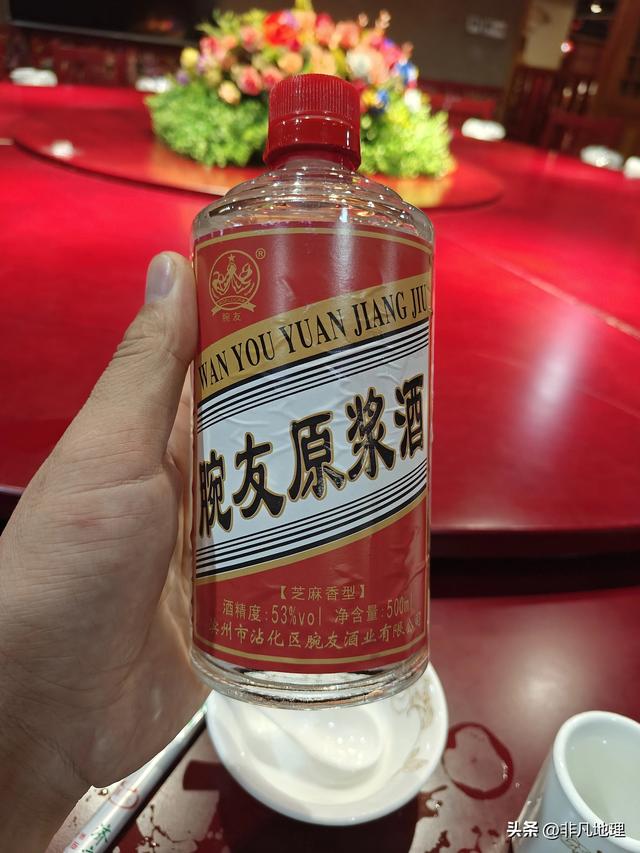 ®
腕友
WAN YOU YUAN JIANG JIU
腕友原浆酒
【芝麻香型】
酒精度:53%vol 净含量:500ml
滨州市沾化区腕友酒业有限公司
头条 @非凡地理